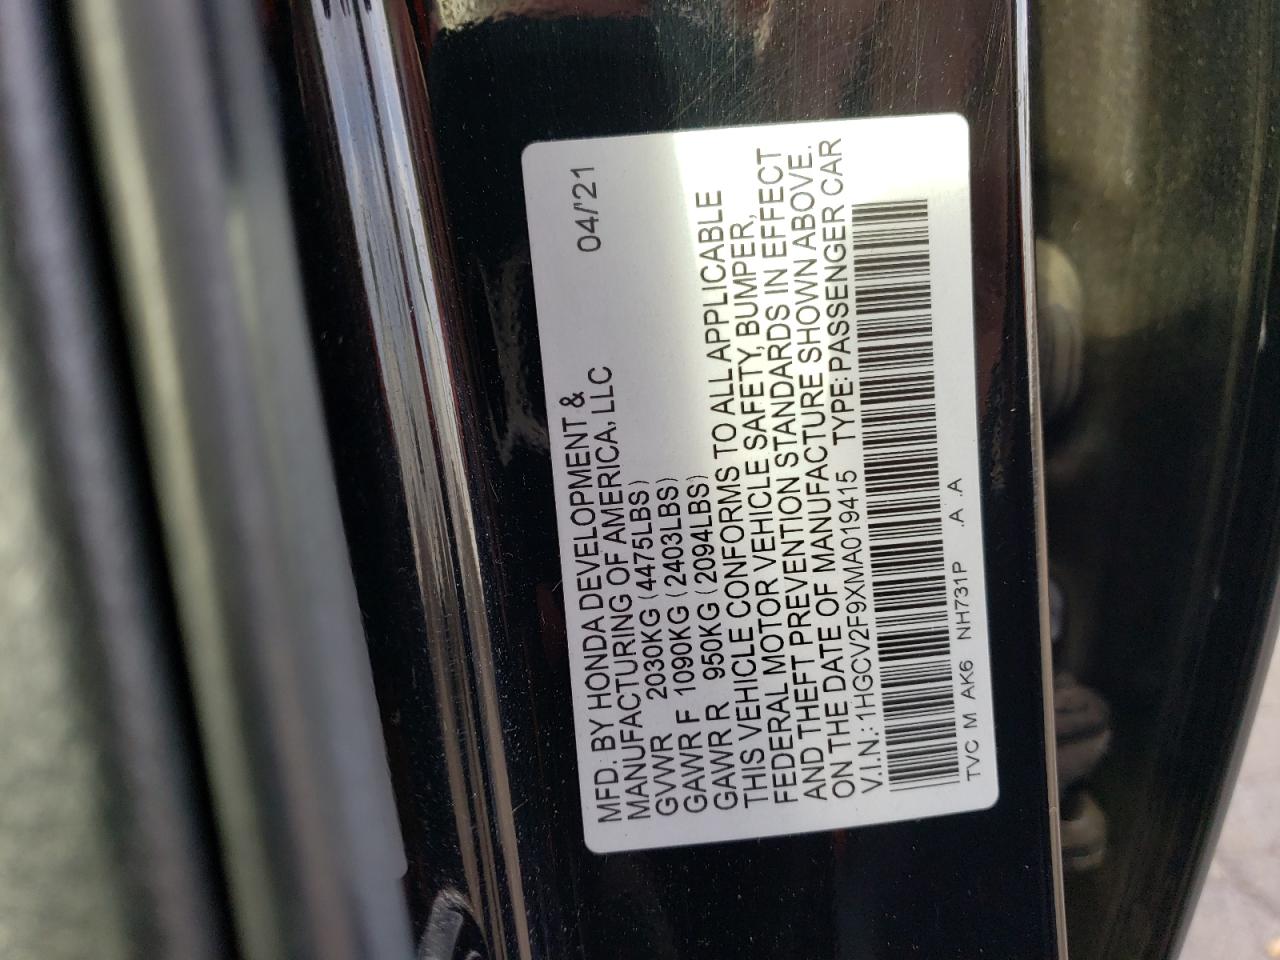 MFD. BY HONDA DEVELOPMENT &
MANUFACTURING OF AMERICA, LLC 04/'21
GVWR 2030KG (4475LBS)
GAWR F 1090KG (2403LBS)
GAWR R 950KG (2094LBS)
THIS VEHICLE CONFORMS TO ALL APPLICABLE
FEDERAL MOTOR VEHICLE SAFETY, BUMPER,
AND THEFT PREVENTION STANDARDS IN EFFECT
ON THE DATE OF MANUFACTURE SHOWN ABOVE.
V.I.N.: 1HGCV2F9XMA019415 TYPE: PASSENGER CAR
TVC M AK6 NH731P .A .A